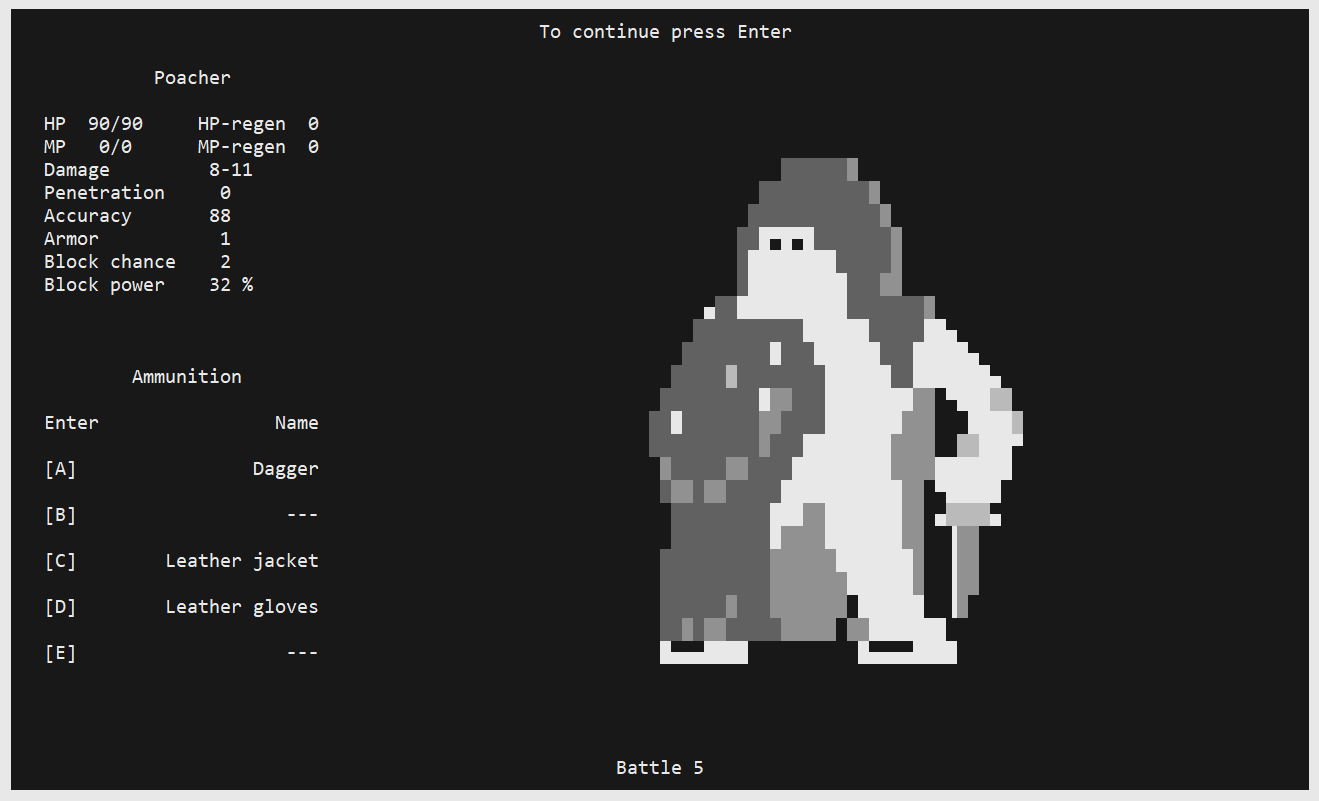 To continue press Enter
Poacher
HP 90/90 HP-regen 0
MP 0/0 MP-regen 0
Damage 8-11
Penetration 0
Accuracy 88
Armor 1
Block chance 2
Block power 32 %
Ammunition
Enter Name
[A] Dagger
[B] ---
[C] Leather jacket
[D] Leather gloves
[E] ---
Battle 5